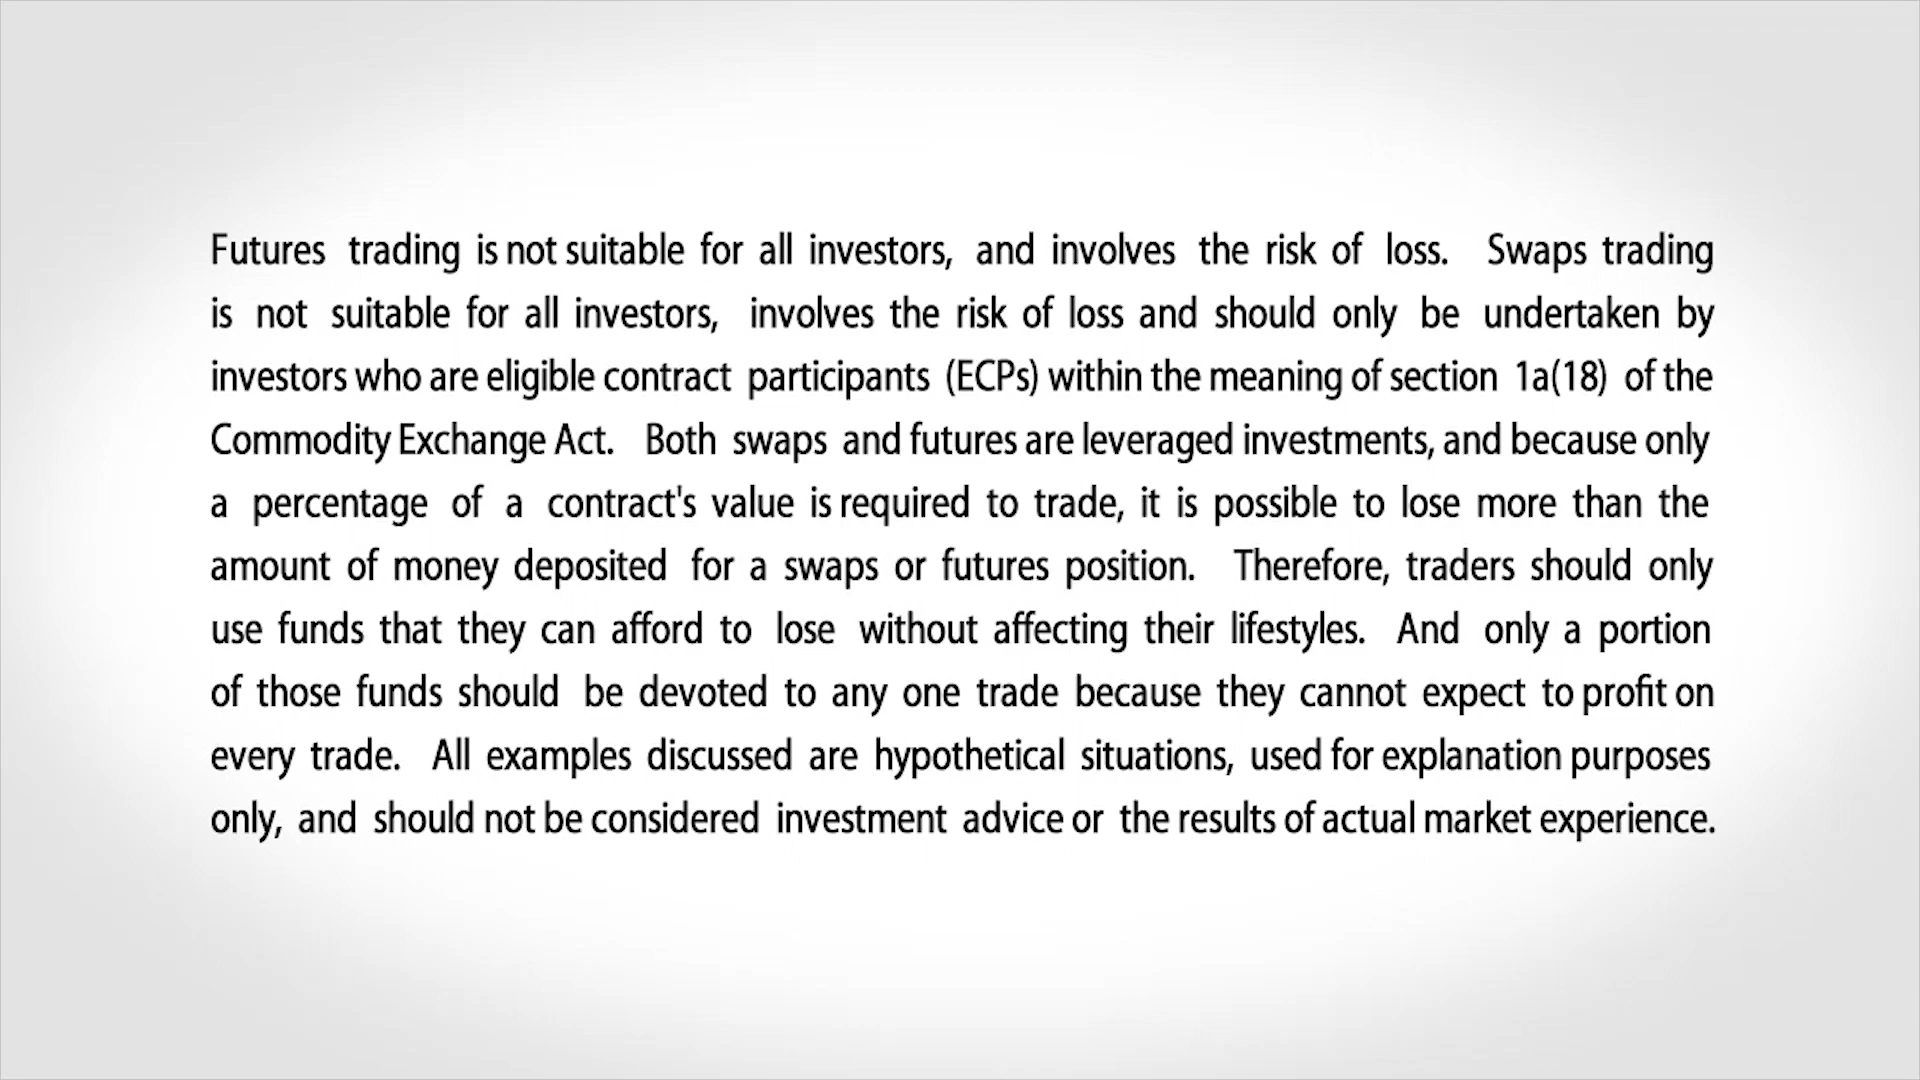 Futures trading is not suitable for all investors, and involves the risk of loss. Swaps trading
is not suitable for all investors, involves the risk of loss and should only be undertaken by
investors who are eligible contract participants (ECPs) within the meaning of section 1a(18) of the
Commodity Exchange Act. Both swaps and futures are leveraged investments, and because only
a percentage of a contract's value is required to trade, it is possible to lose more than the
amount of money deposited for a swaps or futures position. Therefore, traders should only
use funds that they can afford to lose without affecting their lifestyles. And only a portion
of those funds should be devoted to any one trade because they cannot expect to profit on
every trade. All examples discussed are hypothetical situations, used for explanation purposes
only, and should not be considered investment advice or the results of actual market experience.